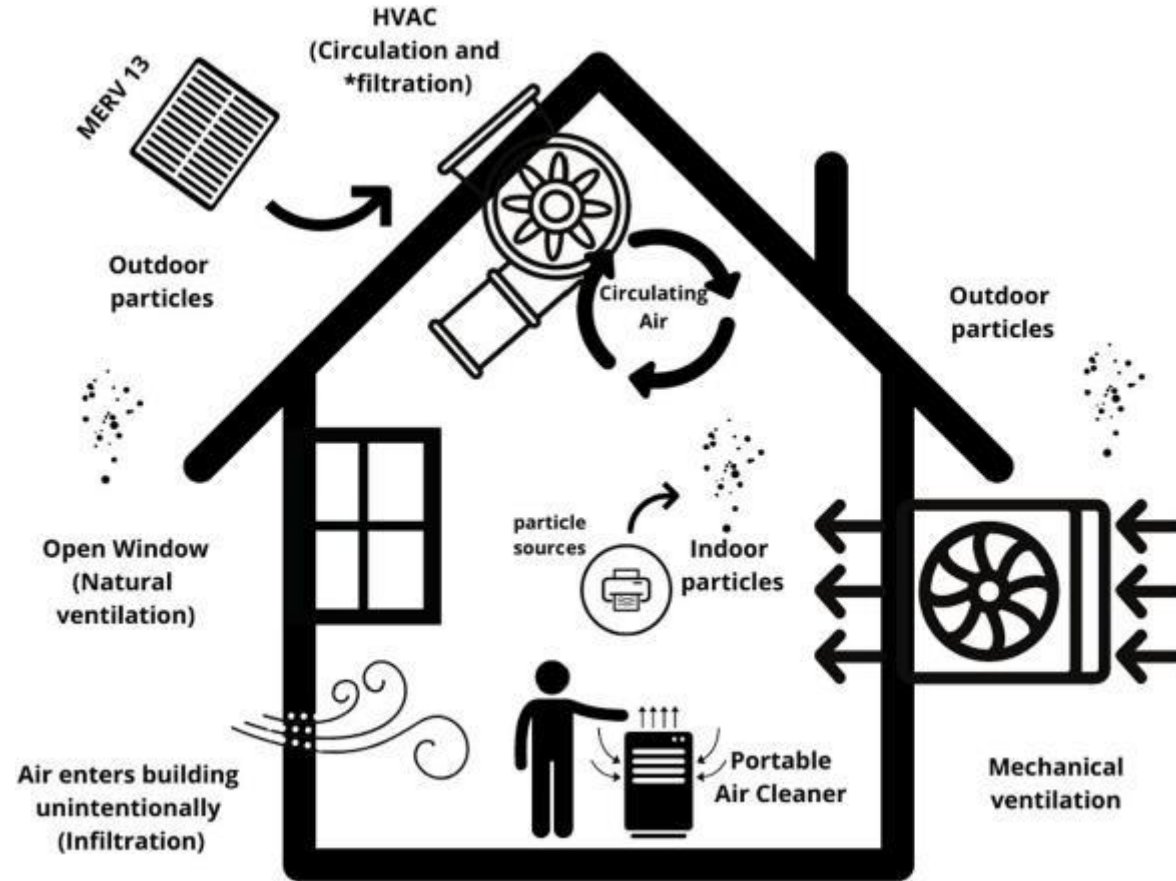 HVAC
(Circulation and
*filtration)
MERV 13
Outdoor
particles
Circulating
Air
Outdoor
particles
Open Window
(Natural
ventilation)
particle
sources
Indoor
particles
Air enters building
unintentionally
(Infiltration)
Portable
Air Cleaner
Mechanical
ventilation